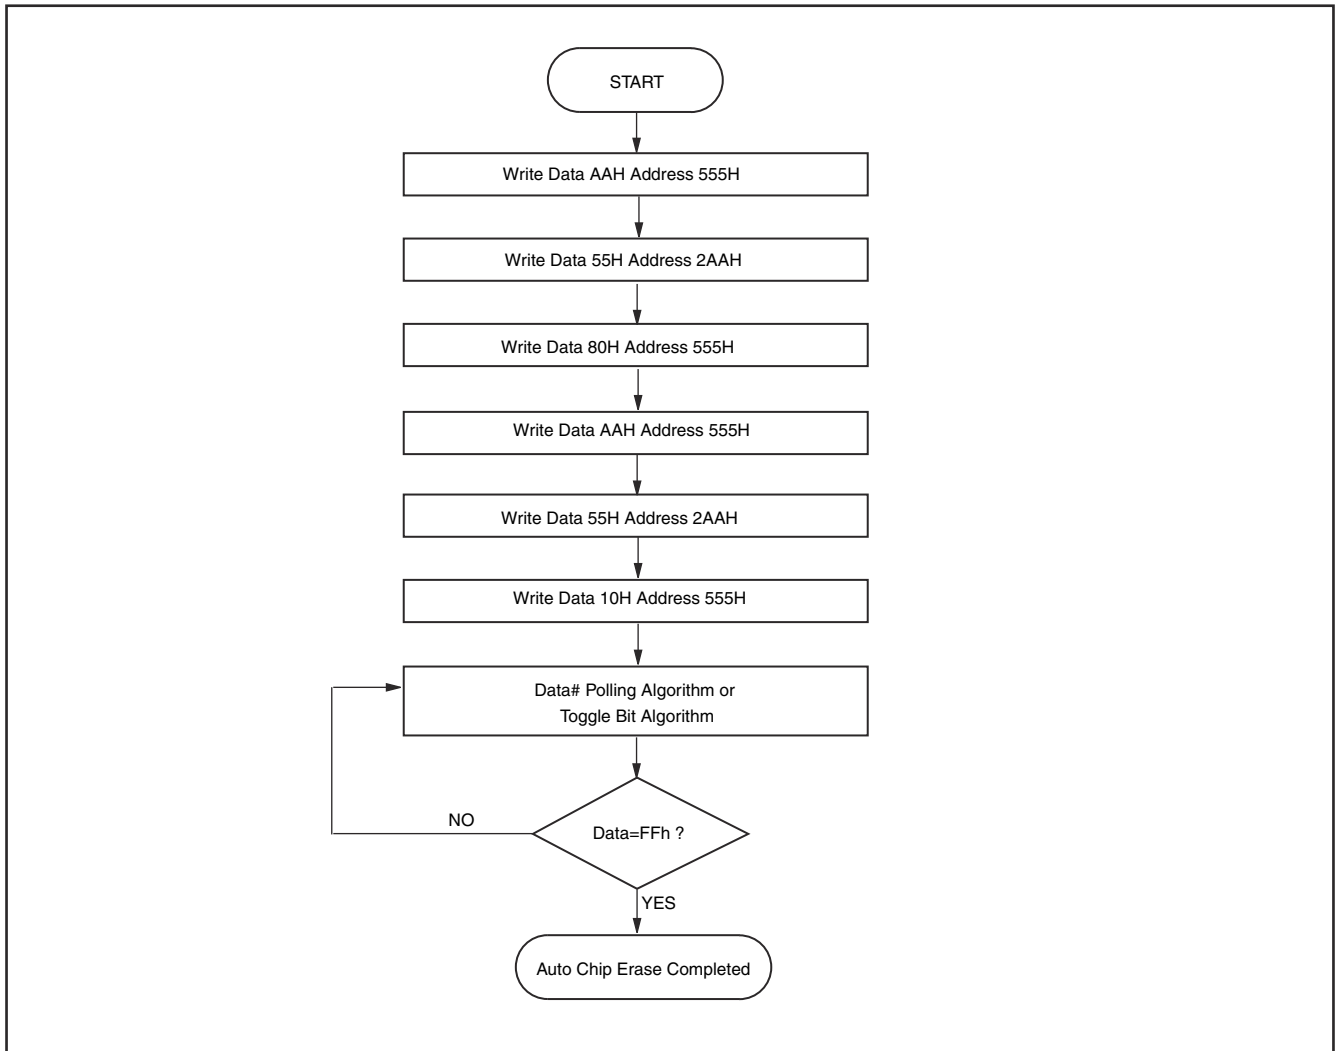 START
Write Data AAH Address 555H
Write Data 55H Address 2AAH
Write Data 80H Address 555H
Write Data AAH Address 555H
Write Data 55H Address 2AAH
Write Data 10H Address 555H
Data# Polling Algorithm or
Toggle Bit Algorithm
NO
Data=FFh ?
YES
Auto Chip Erase Completed